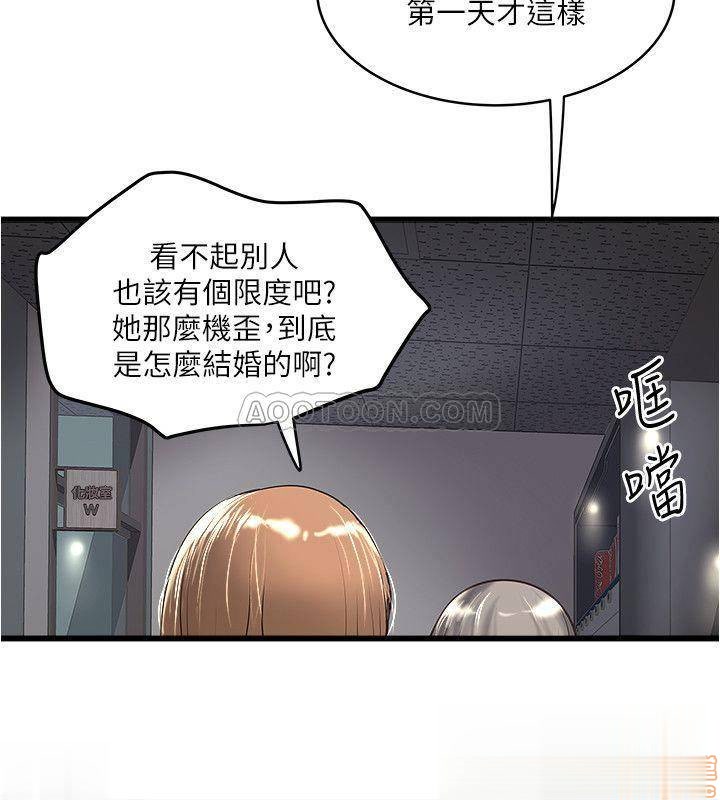 第一天才這樣
看不起別人
也該有個限度吧?
她那麼機歪,到底
是怎麼結婚的啊?
AOOTOON.COM
哐
噹
化妝室
W